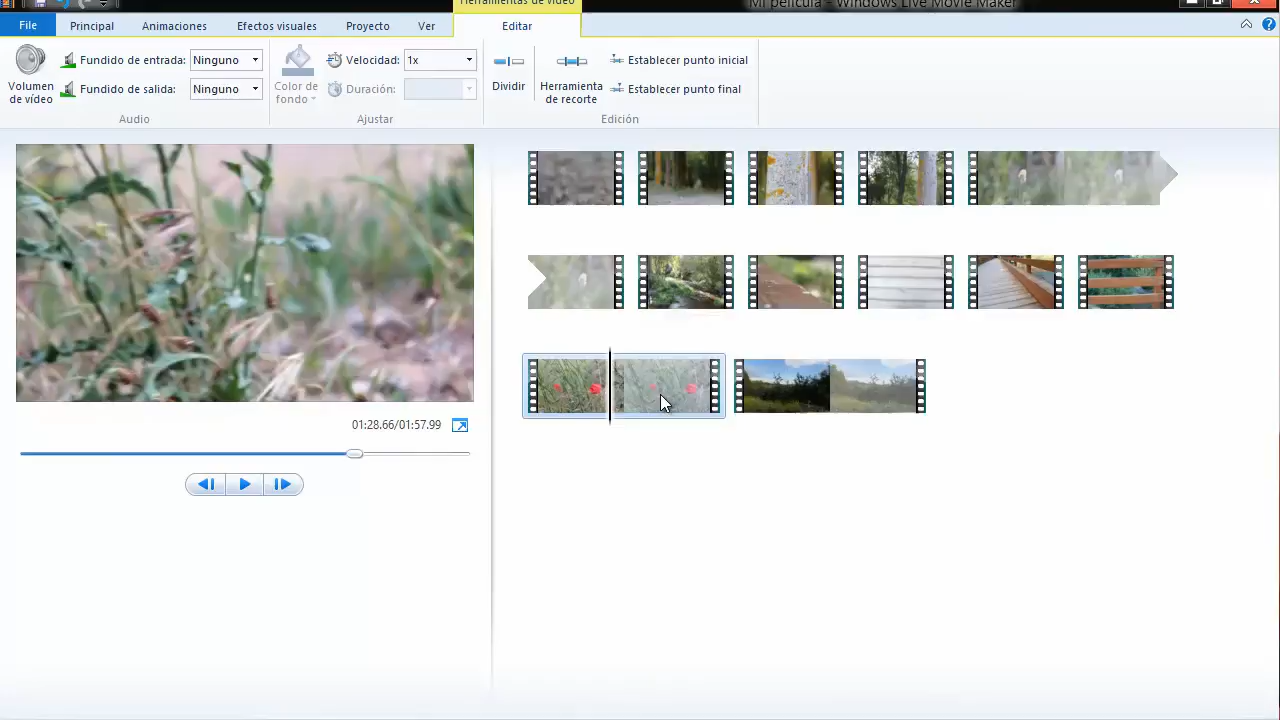 Herramientas de vídeo
Mi película - Windows Live Movie Maker
File Principal Animaciones Efectos visuales Proyecto Ver Editar
Volumen de vídeo
Fundido de entrada: Ninguno
Fundido de salida: Ninguno
Audio
Color de fondo
Velocidad: 1x
Duración:
Ajustar
Dividir
Herramienta de recorte
Establecer punto inicial
Establecer punto final
Edición
01:28.66/01:57.99